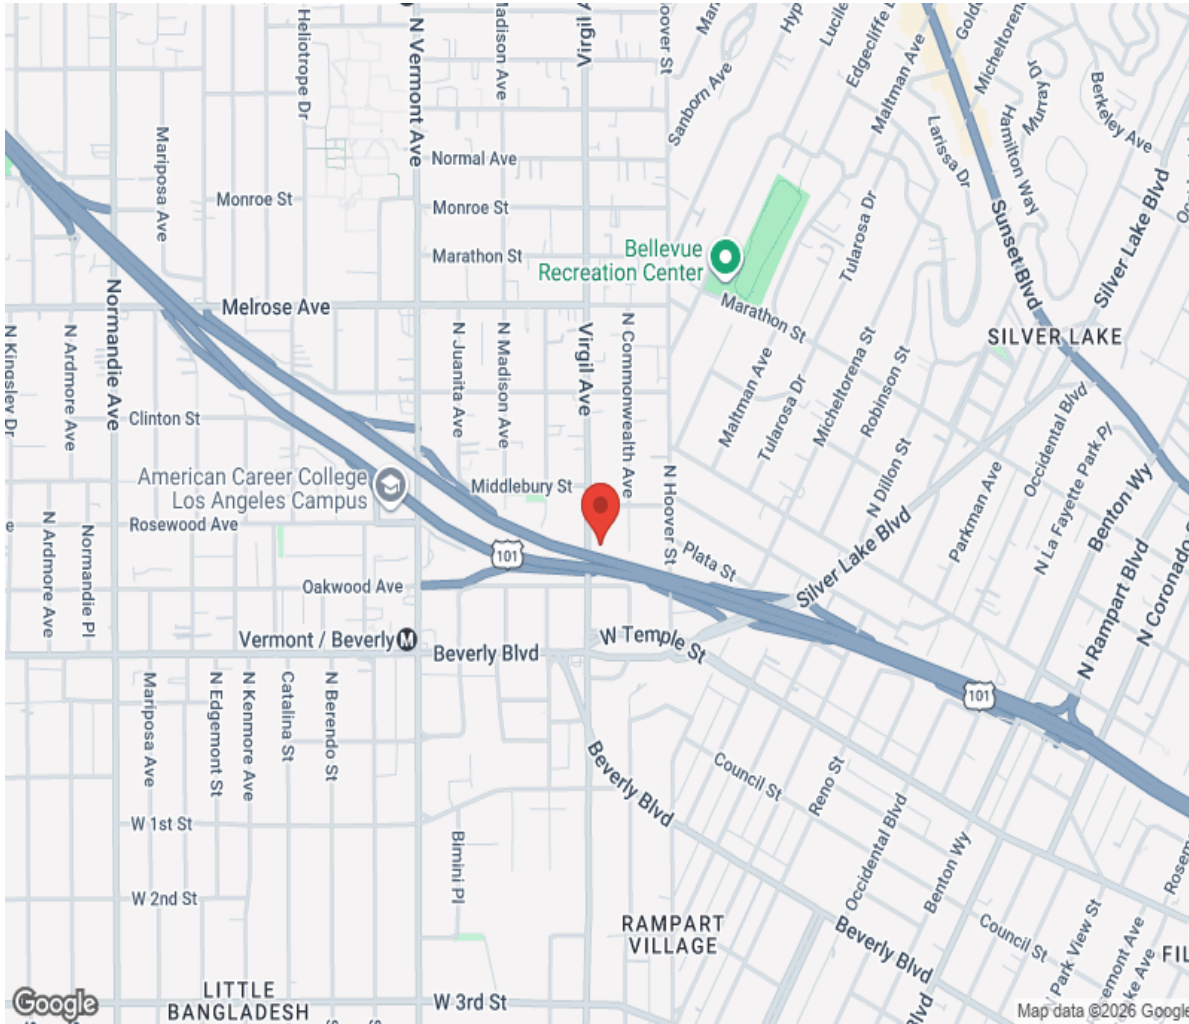 N Heliotrope Dr
N Vermont Ave
Madison Ave
Virgil
Hoover St
Sanborn Ave
Lucile
Edgecliffe
Maltman Ave
Micheltorena
Larissa Dr
Hamilton Way
Murray Dr
Berkeley Ave
Mariposa Ave
Normal Ave
Monroe St
Monroe St
Marathon St
Bellevue
Recreation Center
Marathon St
Tularosa Dr
Sunset Blvd
Silver Lake Blvd
Melrose Ave
SILVER LAKE
N Kingsley Dr
N Ardmore Ave
Normandie Ave
N Juanita Ave
N Madison Ave
Virgil Ave
N Commonwealth Ave
Maltman Ave
Tularosa Dr
Micheltorena St
Robinson St
Clinton St
Occidental Blvd
N La Fayette Park Pl
Benton Wy
American Career College
Los Angeles Campus
Middlebury St
N Hoover St
N Dillon St
Parkman Ave
Rosewood Ave
N Ardmore Ave
Normandie Pl
101
Plata St
Silver Lake Blvd
N Rampart Blvd
N Coronado
Oakwood Ave
Vermont / Beverly
M
Beverly Blvd
W Temple St
101
Mariposa Ave
N Edgemont St
N Kenmore Ave
Catalina St
N Berendo St
Beverly Blvd
Council St
Reno St
Occidental Blvd
Benton Wy
W 1st St
Bimini Pl
W 2nd St
RAMPART
VILLAGE
Beverly Blvd
Council St
N Park View St
LITTLE
BANGLADESH
W 3rd St
Google
Map data ©2026 Google